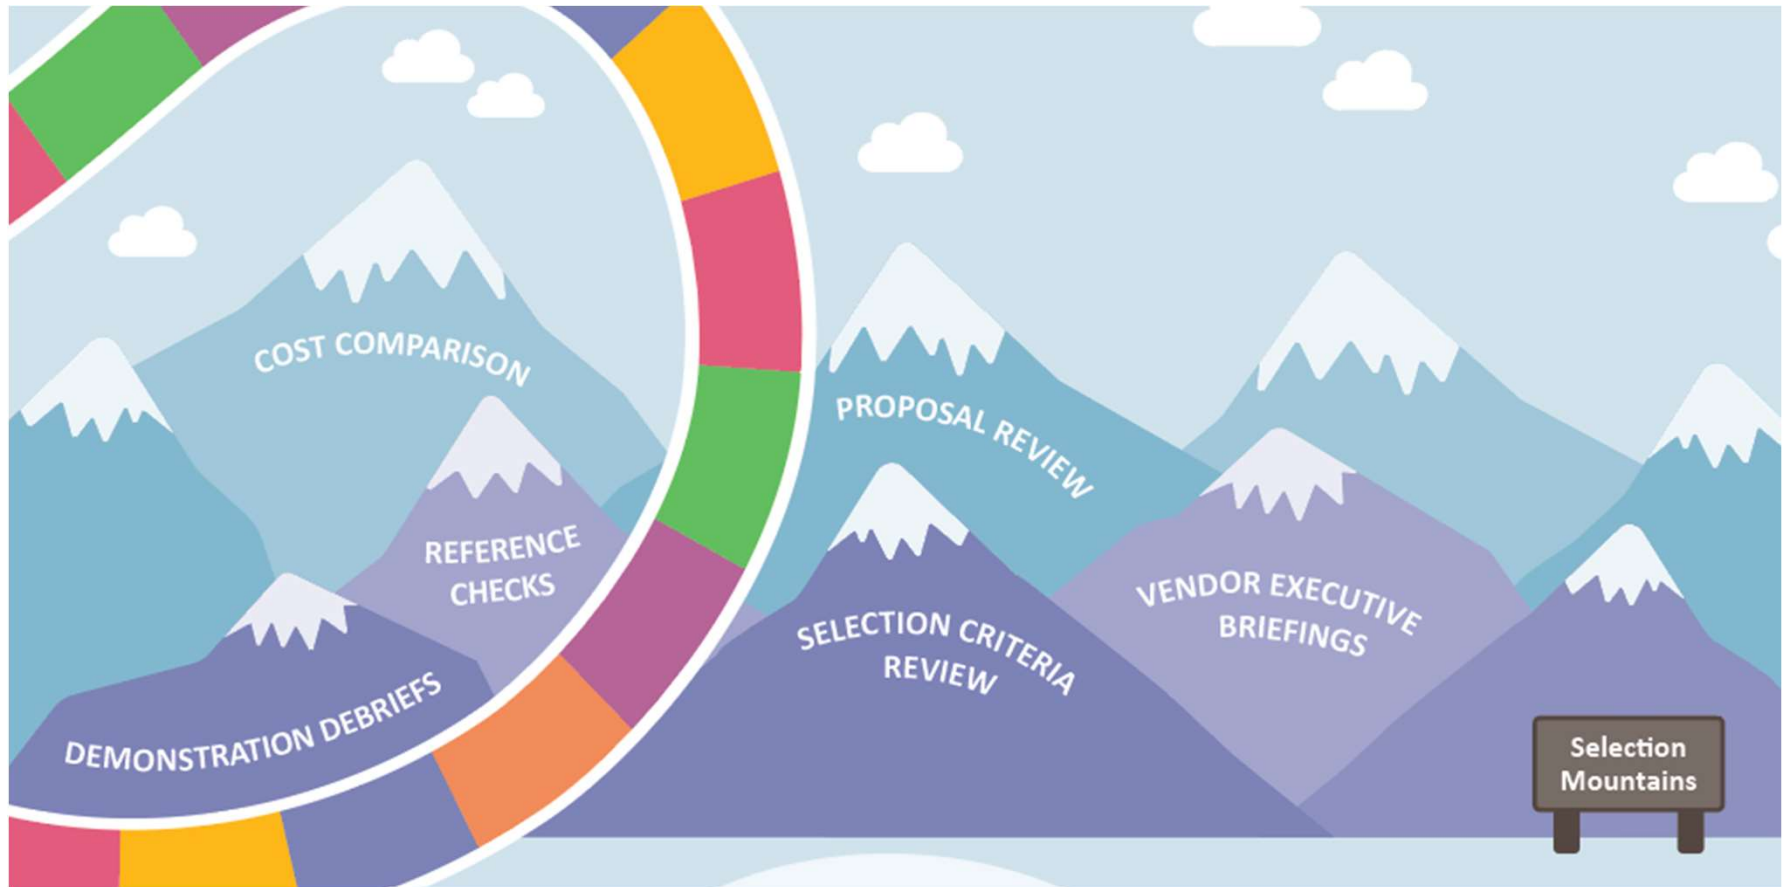 COST COMPARISON
REFERENCE
CHECKS
DEMONSTRATION DEBRIEFS
PROPOSAL REVIEW
SELECTION CRITERIA
REVIEW
VENDOR EXECUTIVE
BRIEFINGS
Selection
Mountains